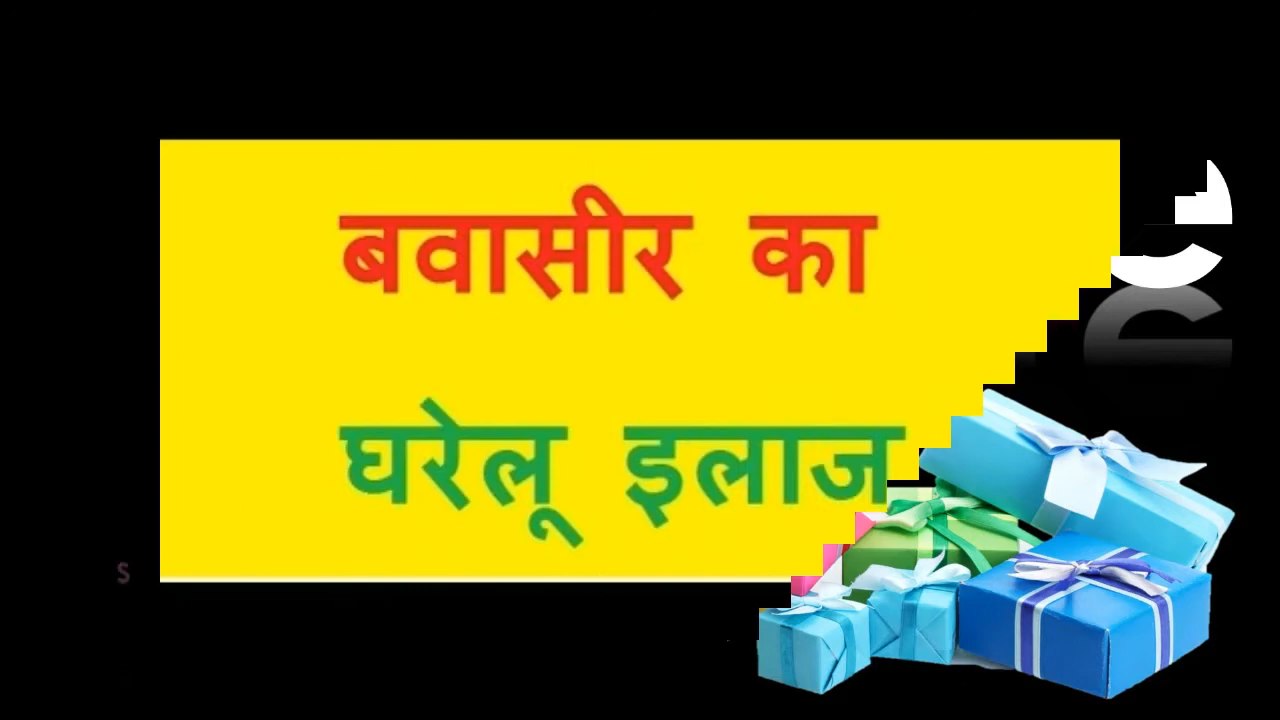 बवासीर का
घरेलू इलाज
s